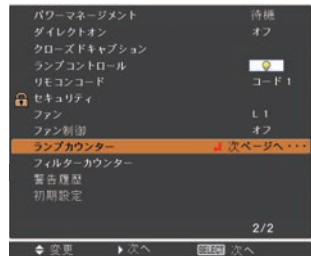 パワーマネージメント 待機
ダイレクトオン オフ
クローズドキャプション
ランプコントロール
リモコンコード コード 1
セキュリティ
ファン L 1
ファン制御 オフ
ランプカウンター 次ページへ・・・
フィルターカウンター
警告履歴
初期設定
2/2
変更 次へ SELECT 次へ